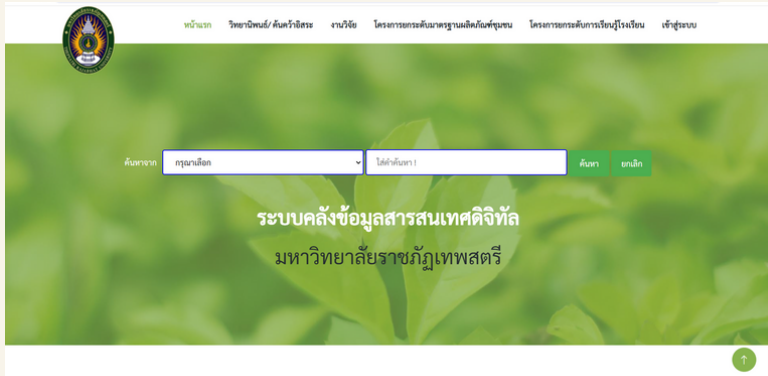 หน้าแรก วิทยานิพนธ์/ ค้นคว้าอิสระ งานวิจัย โครงการยกระดับมาตรฐานผลิตภัณฑ์ชุมชน โครงการยกระดับการเรียนรู้โรงเรียน เข้าสู่ระบบ
ค้นหาจาก กรุณาเลือก ใส่คำค้นหา ! ค้นหา ยกเลิก
ระบบคลังข้อมูลสารสนเทศดิจิทัล
มหาวิทยาลัยราชภัฏเทพสตรี